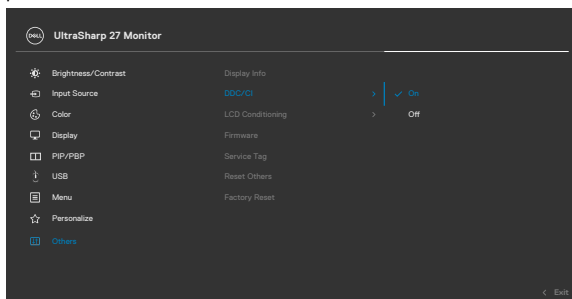 DELL UltraSharp 27 Monitor
Brightness/Contrast Display Info
Input Source DDC/CI On
Color LCD Conditioning Off
Display Firmware
PIP/PBP Service Tag
USB Reset Others
Menu Factory Reset
Personalize
Others
Exit